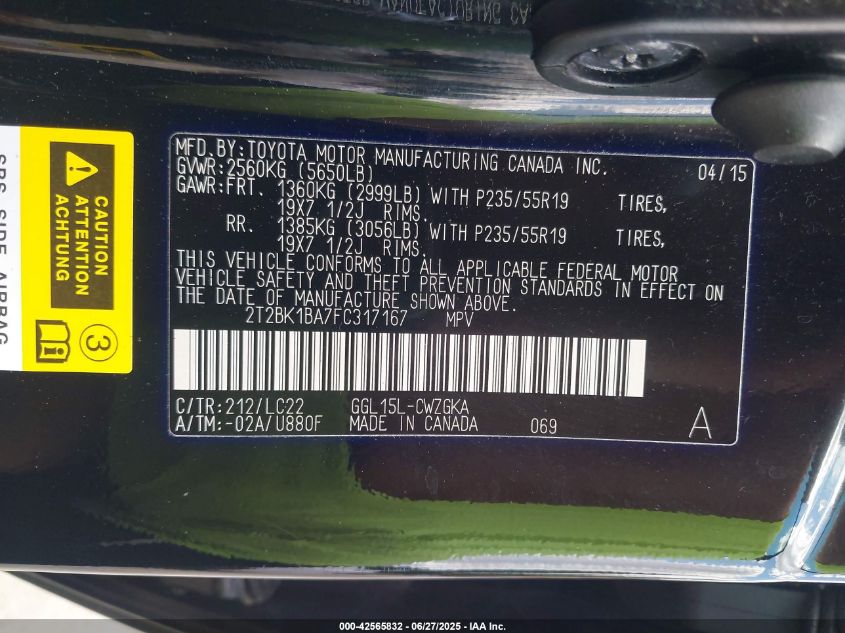 MFD.BY:TOYOTA MOTOR MANUFACTURING CANADA INC. 04/15
GVWR:2560KG (5650LB)
GAWR:FRT. 1360KG (2999LB) WITH P235/55R19 TIRES,
19X7 1/2J RIMS.
RR. 1385KG (3056LB) WITH P235/55R19 TIRES,
19X7 1/2J RIMS.
THIS VEHICLE CONFORMS TO ALL APPLICABLE FEDERAL MOTOR
VEHICLE SAFETY AND THEFT PREVENTION STANDARDS IN EFFECT ON
THE DATE OF MANUFACTURE SHOWN ABOVE.
2T2BK1BA7FC317167 MPV
C/TR:212/LC22 GGL15L-CWZGKA
A/TM:-02A/U880F MADE IN CANADA 069 A
CAUTION
ATTENTION
ACHTUNG
3
SRS SIDE AIRBAG
000-42565832 - 06/27/2025 - IAA Inc.